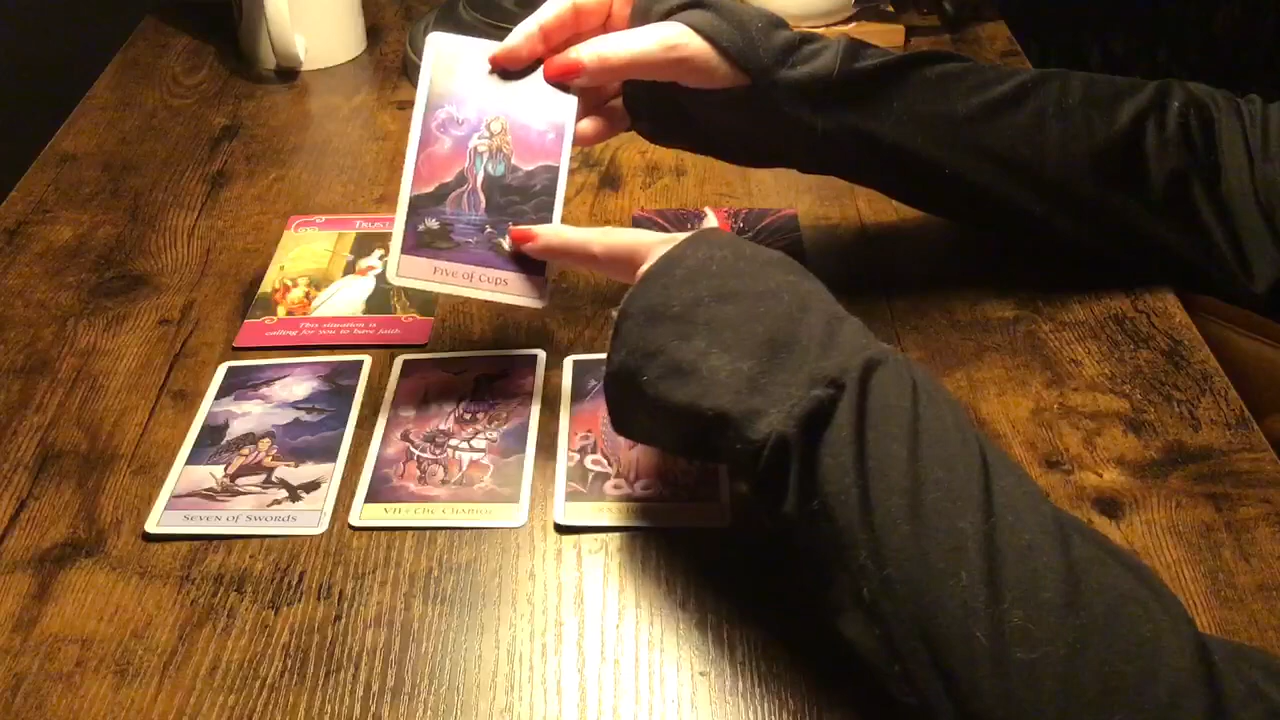 Five of Cups
Trust
This situation is
calling for you to have faith.
Seven of Swords
VII • The Chariot